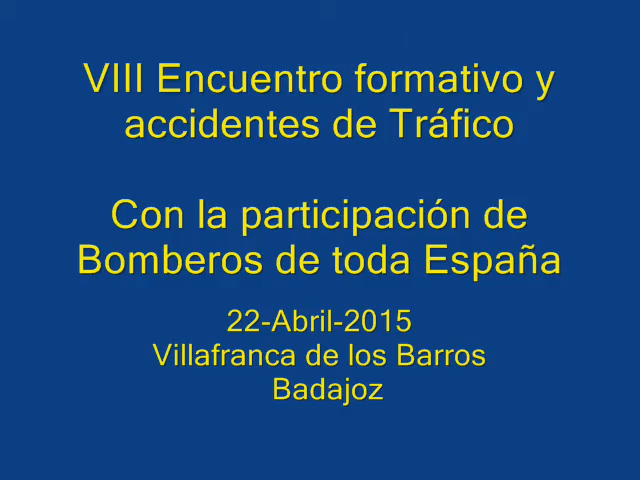 VIII Encuentro formativo y
accidentes de Tráfico
Con la participación de
Bomberos de toda España
22-Abril-2015
Villafranca de los Barros
Badajoz